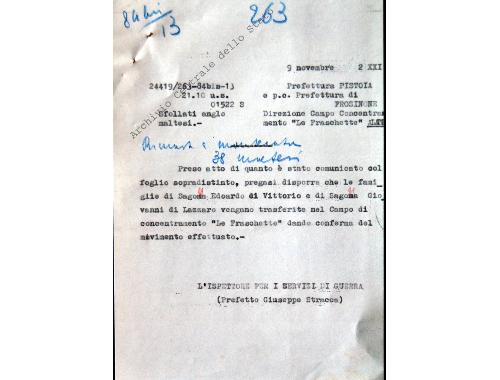 84 bis
13
263
Archivio Centrale dello Stato
9 novembre 2 XXI
24419/263-84bis-13 Prefettura PISTOIA
21.10 u.s. e p.c. Prefettura di
01522 S FROSINONE
Sfollati anglo Direzione Campo Concentra
maltesi.- mento "Le Fraschette"
38 maltesi
Preso atto di quanto è stato comunicato col
foglio sopradistinto, pregasi disporre che le fami
glie di Sagona Edoardo di Vittorio e di Sagona Gio
vanni di Lazzaro vengano trasferite nel Campo di
concentramento "Le Fraschette" dando conferma del
movimento effettuato.-
L'ISPETTORE PER I SERVIZI DI GUERRA
(Prefetto Giuseppe Stracca)